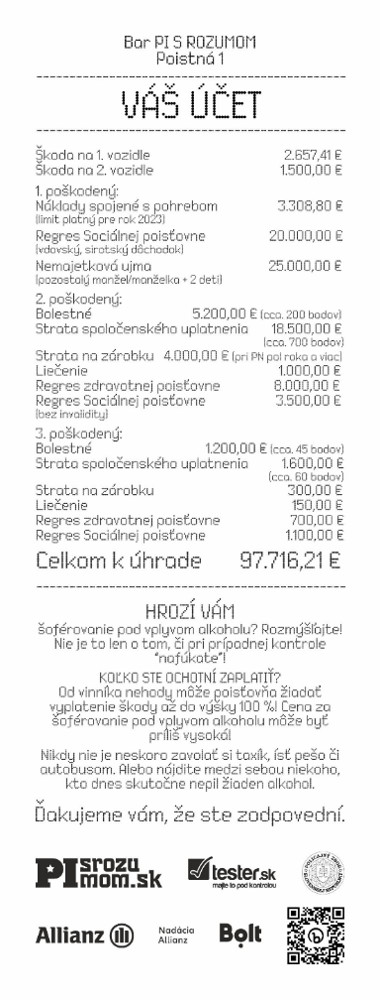 Bar PI S ROZUMOM
Poistná 1
VÁŠ ÚČET
Škoda na 1. vozidle 2.657,41 €
Škoda na 2. vozidle 1.500,00 €
1. poškodený:
Náklady spojené s pohrebom 3.308,80 €
(limit platný pre rok 2023)
Regres Sociálnej poisťovne 20.000,00 €
(vdovský, sirotský dôchodok)
Nemajetková ujma 25.000,00 €
(pozostalý manžel/manželka + 2 deti)
2. poškodený:
Bolestné 5.200,00 € (cca. 200 bodov)
Strata spoločenského uplatnenia 18.500,00 €
(cca. 700 bodov)
Strata na zárobku 4.000,00 € (pri PN pol roka a viac)
Liečenie 1.000,00 €
Regres zdravotnej poisťovne 8.000,00 €
Regres Sociálnej poisťovne 3.500,00 €
(bez invalidity)
3. poškodený:
Bolestné 1.200,00 € (cca. 45 bodov)
Strata spoločenského uplatnenia 1.600,00 €
(cca. 60 bodov)
Strata na zárobku 300,00 €
Liečenie 150,00 €
Regres zdravotnej poisťovne 700,00 €
Regres Sociálnej poisťovne 1.100,00 €
Celkom k úhrade 97.716,21 €
HROZÍ VÁM
šoférovanie pod vplyvom alkoholu? Rozmýšľajte!
Nie je to len o tom, či pri prípadnej kontrole
"nafúkate"!
KOĽKO STE OCHOTNÍ ZAPLATIŤ?
Od vinníka nehody môže poisťovňa žiadať
vyplatenie škody až do výšky 100 %! Cena za
šoférovanie pod vplyvom alkoholu môže byť
príliš vysoká!
Nikdy nie je neskoro zavolať si taxík, ísť pešo či
autobusom. Alebo nájdite medzi sebou niekoho,
kto dnes skutočne nepil žiaden alkohol.
Ďakujeme vám, že ste zodpovední.
PI srozu
mom.sk
tester.sk
majte to pod kontrolou
Allianz
Nadácia
Allianz
Bolt